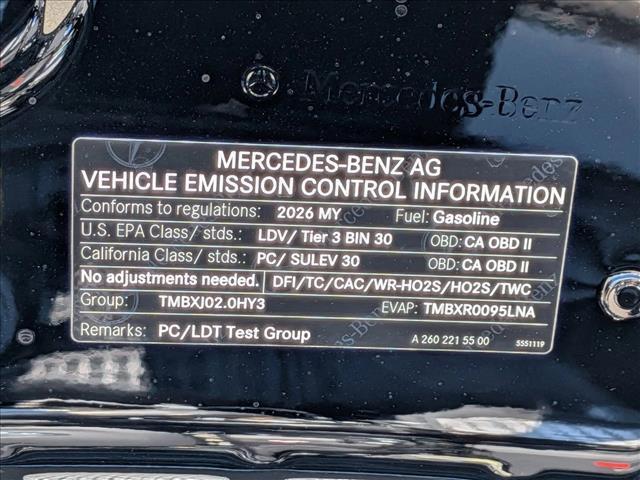 Mercedes-Benz
MERCEDES-BENZ AG
VEHICLE EMISSION CONTROL INFORMATION
Conforms to regulations: 2026 MY Fuel: Gasoline
U.S. EPA Class/ stds.: LDV/ Tier 3 BIN 30 OBD: CA OBD II
California Class/ stds.: PC/ SULEV 30 OBD: CA OBD II
No adjustments needed. DFI/TC/CAC/WR-HO2S/HO2S/TWC
Group: TMBXJ02.0HY3 EVAP: TMBXR0095LNA
Remarks: PC/LDT Test Group A 260 221 55 00 5551119